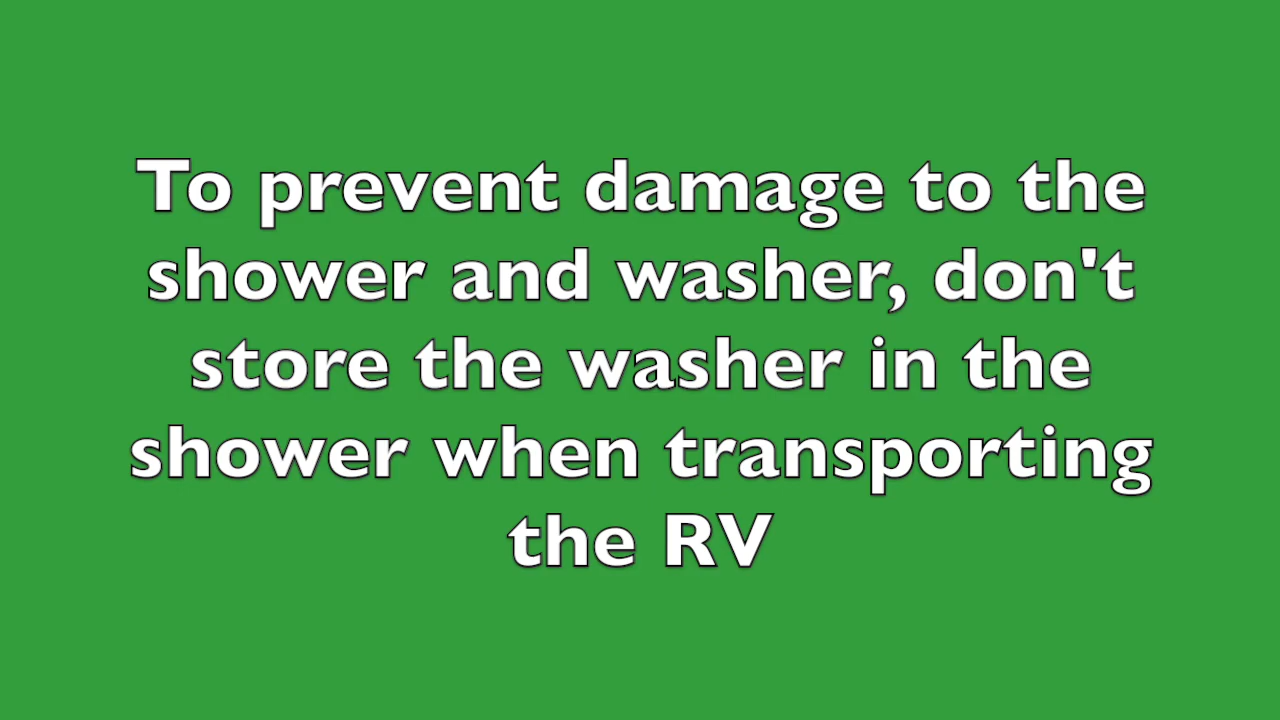 To prevent damage to the
shower and washer, don't
store the washer in the
shower when transporting
the RV